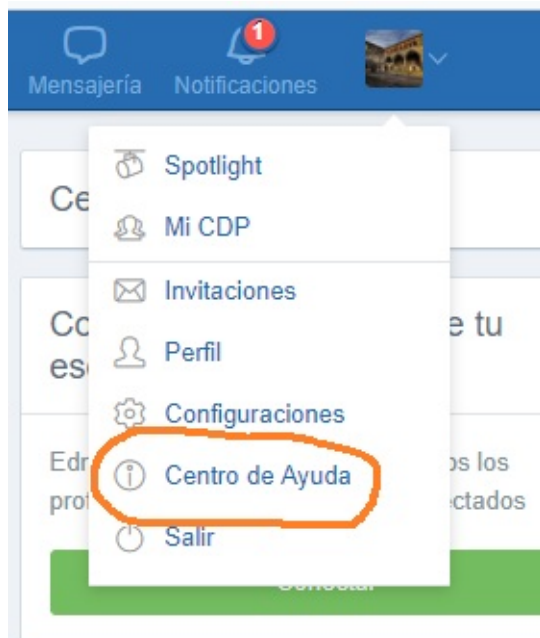 1
Mensajería Notificaciones
Spotlight
Ce
Mi CDP
Invitaciones
Co e tu
es
Perfil
Configuraciones
Edr os los
Centro de Ayuda
prof ectados
Salir